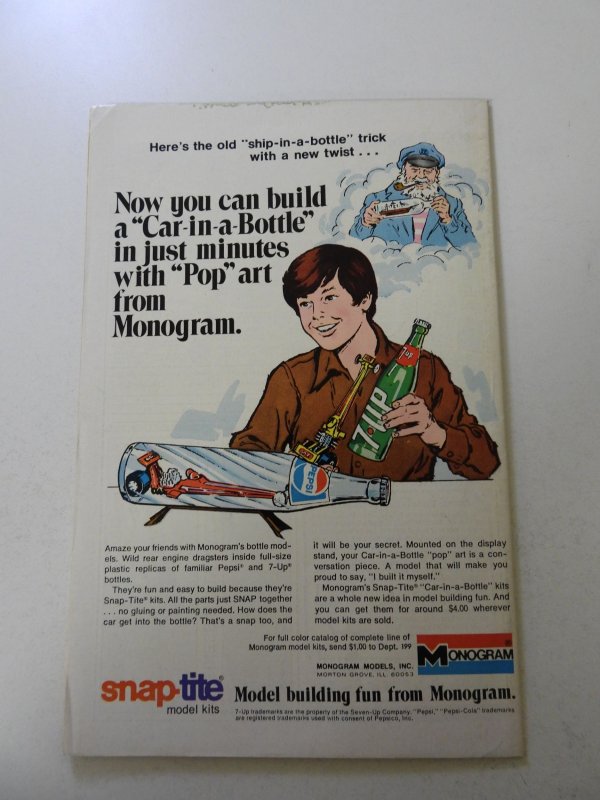 Here's the old "ship-in-a-bottle" trick
with a new twist . . .
Now you can build
a "Car-in-a-Bottle"
in just minutes
with "Pop" art
from
Monogram.
7up
7-UP
PEPSI
Amaze your friends with Monogram's bottle mod-
els. Wild rear engine dragsters inside full-size
plastic replicas of familiar Pepsi® and 7-Up®
bottles.
They're fun and easy to build because they're
Snap-Tite® kits. All the parts just SNAP together
. . . no gluing or painting needed. How does the
car get into the bottle? That's a snap too, and
it will be your secret. Mounted on the display
stand, your Car-in-a-Bottle "pop" art is a con-
versation piece. A model that will make you
proud to say, "I built it myself."
Monogram's Snap-Tite® "Car-in-a-Bottle" kits
are a whole new idea in model building fun. And
you can get them for around $4.00 wherever
model kits are sold.
For full color catalog of complete line of
Monogram model kits, send $1.00 to Dept. 199
MONOGRAM MODELS, INC.
MORTON GROVE, ILL 60053
MONOGRAM®
snap-tite®
model kits
Model building fun from Monogram.
7-Up trademarks are the property of the Seven-Up Company. "Pepsi," "Pepsi-Cola" trademarks
are registered trademarks used with consent of Pepsico, Inc.